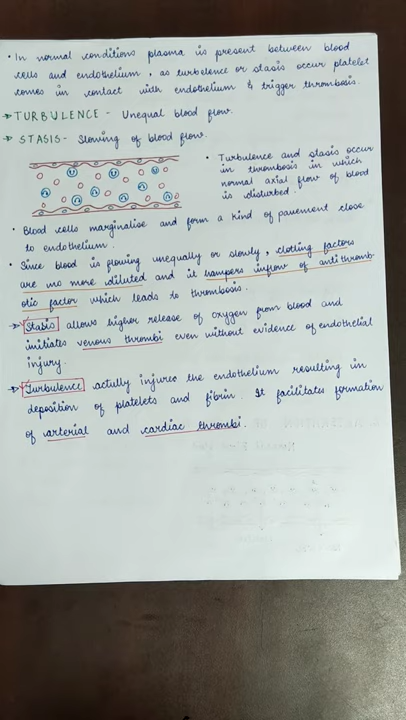 • In normal conditions plasma is present between blood
cells and endothelium, as turbulence or stasis occur platelet
comes in contact with endothelium & trigger thrombosis.
→ TURBULENCE - Unequal blood flow.
→ STASIS - Slowing of blood flow.
• Turbulence and stasis occur
in thrombosis in which
normal axial flow of blood
is disturbed.
• Blood cells marginalise and form a kind of pavement close
to endothelium.
• Since blood is flowing unequally or slowly, clotting factors
are no more diluted and it hampers inflow of antithromb-
otic factor which leads to thrombosis.
→ Stasis allows higher release of oxygen from blood and
initiates venous thrombi even without evidence of endothelial
injury.
→ Turbulence actully injures the endothelium resulting in
deposition of platelets and fibrin. It facilitates formation
of arterial and cardiac thrombi.